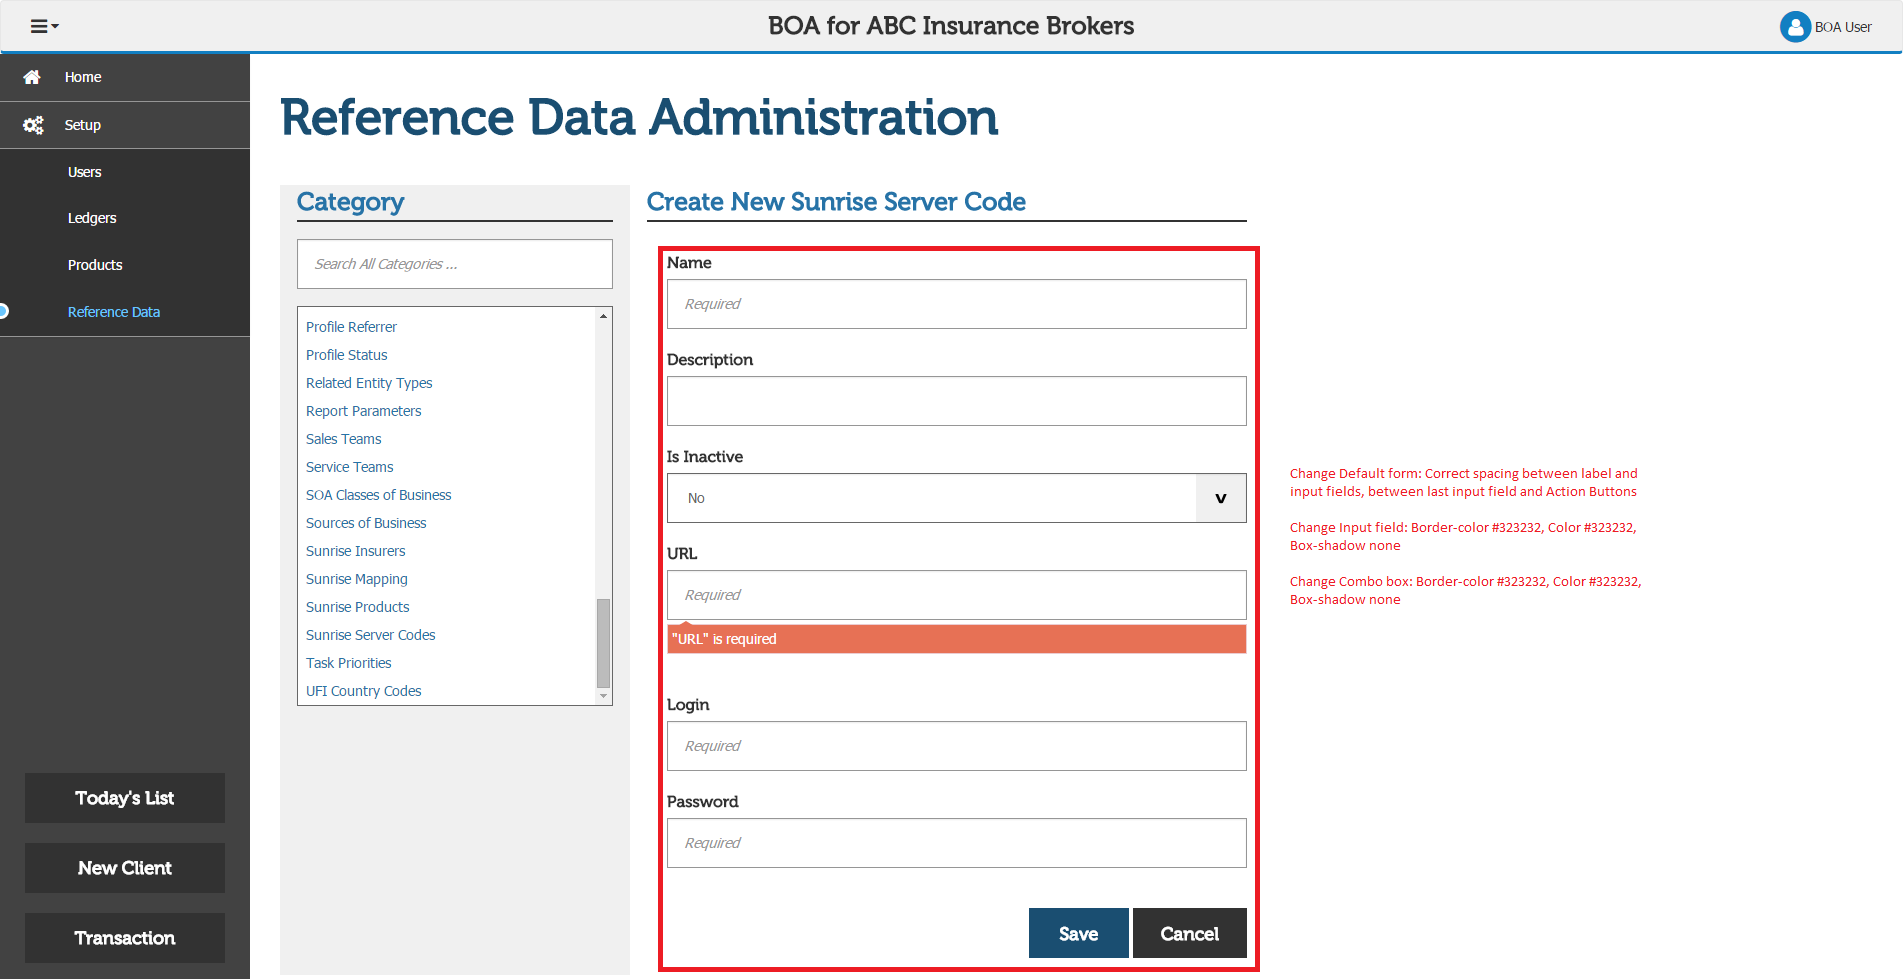 BOA for ABC Insurance Brokers
BOA User
Home
Setup
Users
Ledgers
Products
Reference Data
Today's List
New Client
Transaction
Reference Data Administration
Category
Search All Categories ...
Profile Referrer
Profile Status
Related Entity Types
Report Parameters
Sales Teams
Service Teams
SOA Classes of Business
Sources of Business
Sunrise Insurers
Sunrise Mapping
Sunrise Products
Sunrise Server Codes
Task Priorities
UFI Country Codes
Create New Sunrise Server Code
Name
Required
Description
Is Inactive
No
URL
Required
"URL" is required
Login
Required
Password
Required
Save
Cancel
Change Default form: Correct spacing between label and
input fields, between last input field and Action Buttons
Change Input field: Border-color #323232, Color #323232,
Box-shadow none
Change Combo box: Border-color #323232, Color #323232,
Box-shadow none